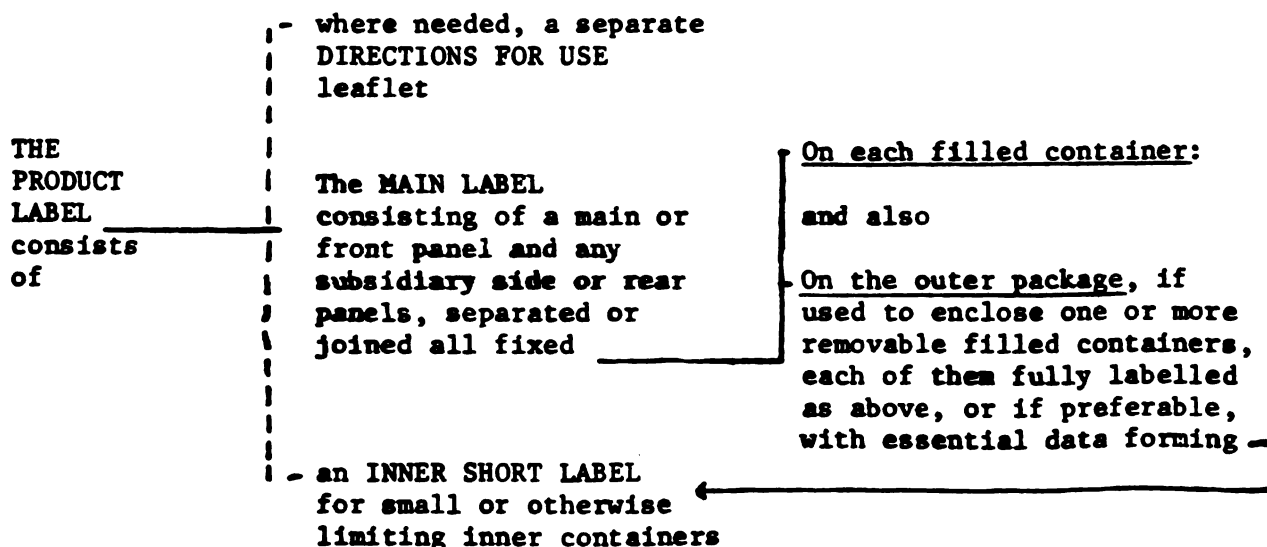 THE
PRODUCT
LABEL
consists
of
- where needed, a separate
DIRECTIONS FOR USE
leaflet
The MAIN LABEL
consisting of a main or
front panel and any
subsidiary side or rear
panels, separated or
joined all fixed
On each filled container:
and also
- On the outer package, if
used to enclose one or more
removable filled containers,
each of them fully labelled
as above, or if preferable,
with essential data forming
- an INNER SHORT LABEL
for small or otherwise
limiting inner containers